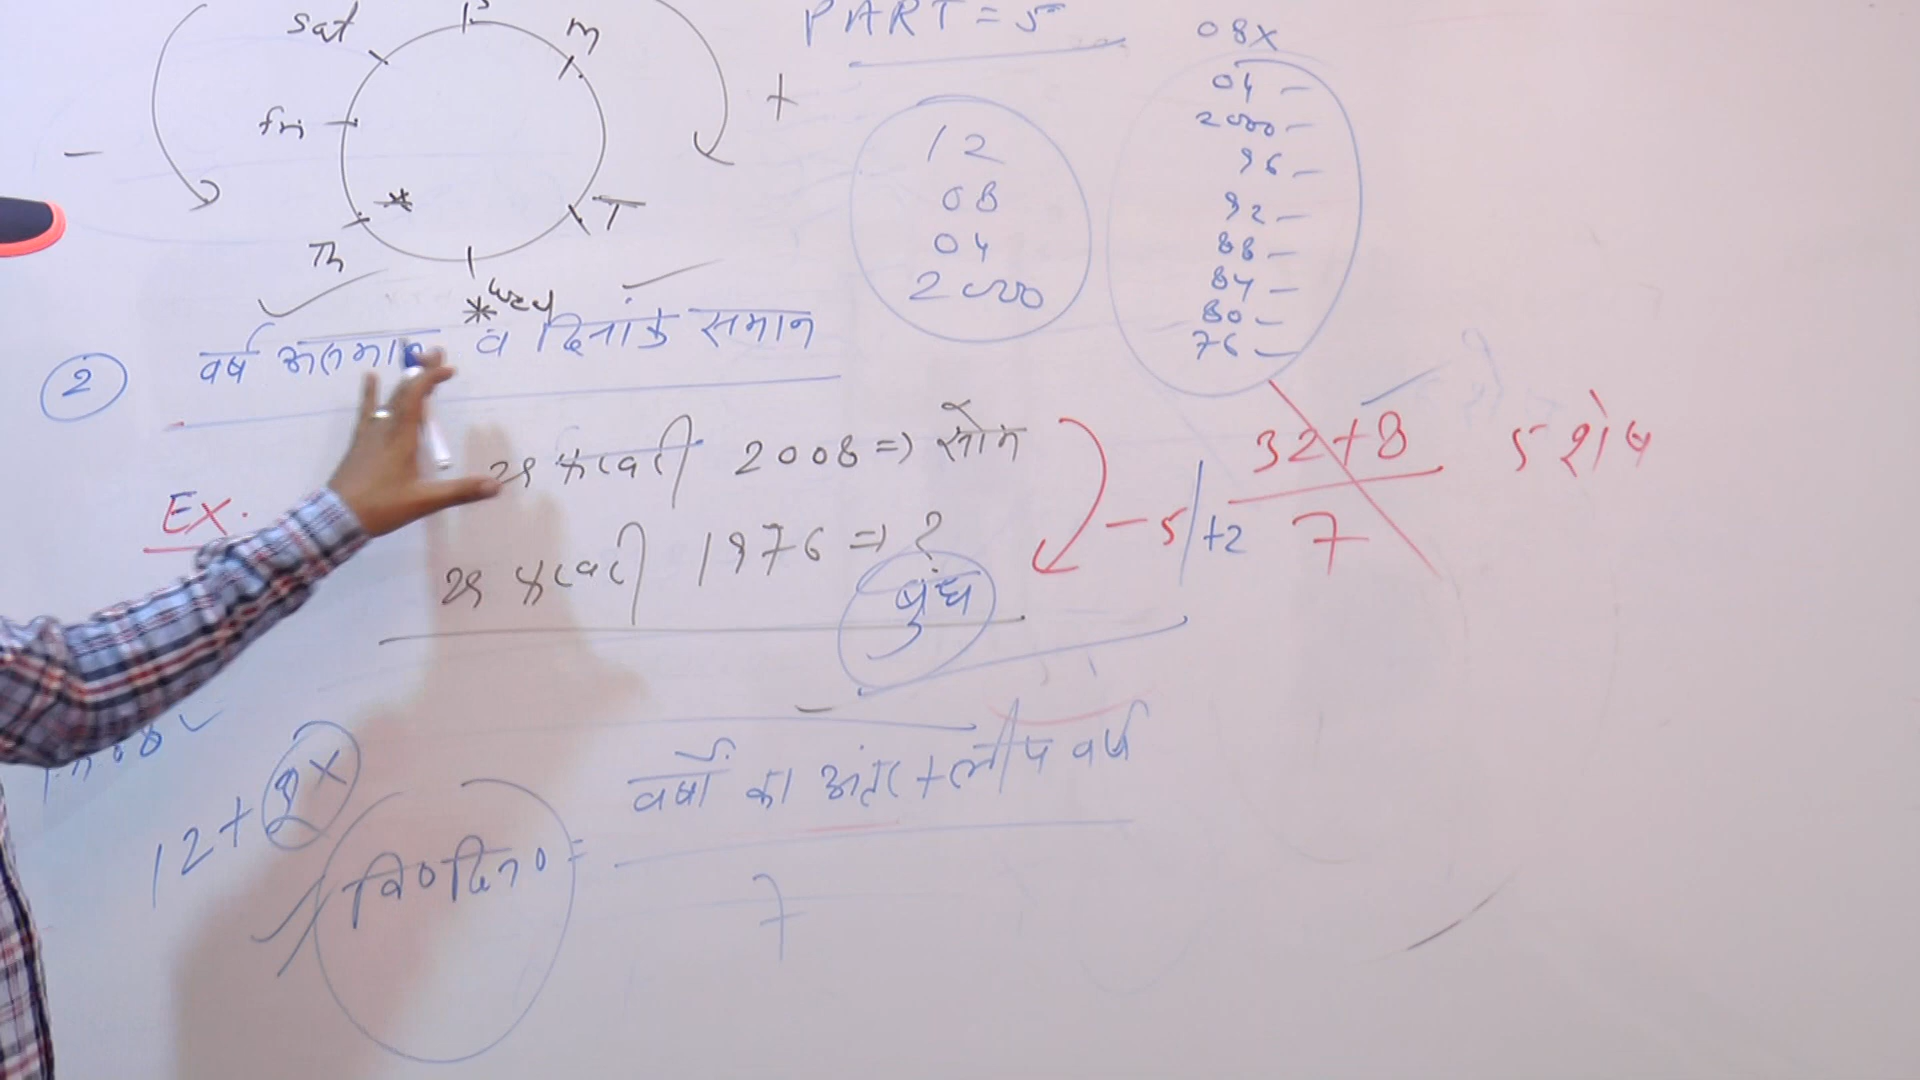 PART = 5
S
M
T
Wed
Th
fri
sat
-
+
*
*
12
08
04
2000
08X
04 -
2000 -
96 -
92 -
88 -
84 -
80 -
76 -
② वर्ष असमान व दिनांक समान
Ex.
29 फरवरी 2008 => सोम
29 फरवरी 1976 => ?
बुध
- 5 / +2
32+8
7
5 शेष
12+
वि०दिन० = वर्षों का अंतर + लीप वर्ष
7